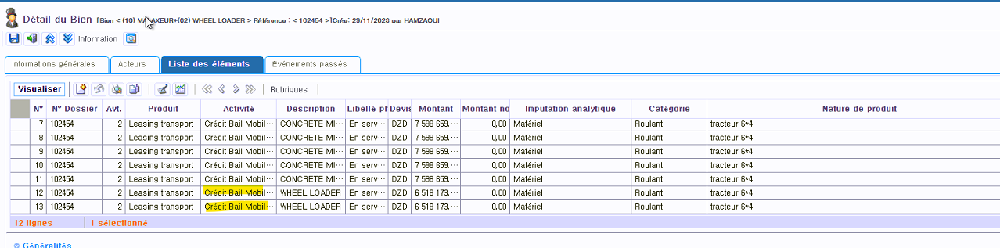 Détail du Bien [Bien < (10) MALAXEUR+(02) WHEEL LOADER > Référence : < 102454 >]Crée: 29/11/2023 par HAMZAOUI
Information
Informations générales Acteurs Liste des éléments Événements passés
Visualiser Rubriques
N° N° Dossier Avt. Produit Activité Description Libellé ph Devis Montant Montant no Imputation analytique Catégorie Nature de produit
7 102454 2 Leasing transport Crédit Bail Mobil... CONCRETE MI... En serv... DZD 7 598 659,... 0,00 Matériel Roulant tracteur 6*4
8 102454 2 Leasing transport Crédit Bail Mobil... CONCRETE MI... En serv... DZD 7 598 659,... 0,00 Matériel Roulant tracteur 6*4
9 102454 2 Leasing transport Crédit Bail Mobil... CONCRETE MI... En serv... DZD 7 598 659,... 0,00 Matériel Roulant tracteur 6*4
10 102454 2 Leasing transport Crédit Bail Mobil... CONCRETE MI... En serv... DZD 7 598 659,... 0,00 Matériel Roulant tracteur 6*4
11 102454 2 Leasing transport Crédit Bail Mobil... CONCRETE MI... En serv... DZD 7 598 659,... 0,00 Matériel Roulant tracteur 6*4
12 102454 2 Leasing transport Crédit Bail Mobil... WHEEL LOADER En serv... DZD 6 518 173,... 0,00 Matériel Roulant tracteur 6*4
13 102454 2 Leasing transport Crédit Bail Mobil... WHEEL LOADER En serv... DZD 6 518 173,... 0,00 Matériel Roulant tracteur 6*4
12 lignes 1 sélectionné
Généralités